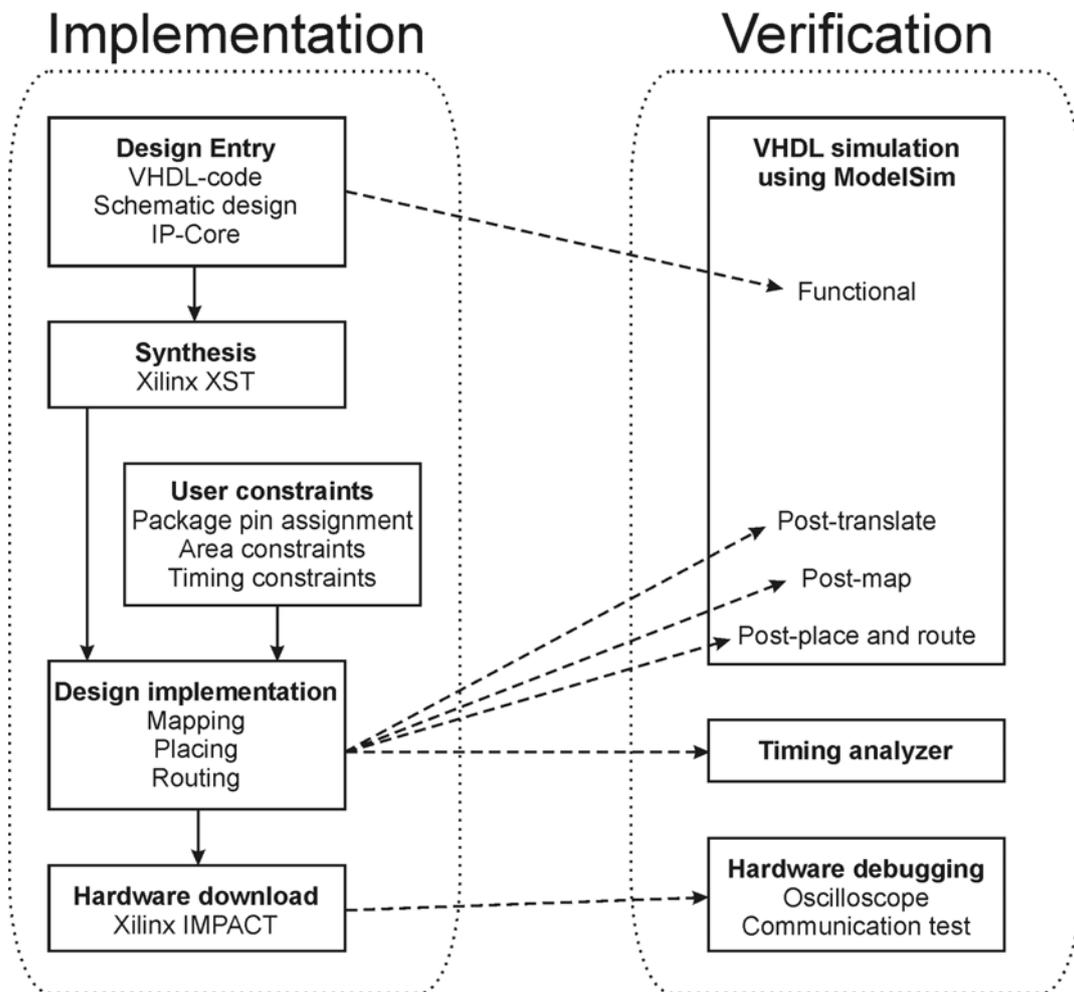 Implementation
Design Entry
VHDL-code
Schematic design
IP-Core
Synthesis
Xilinx XST
User constraints
Package pin assignment
Area constraints
Timing constraints
Design implementation
Mapping
Placing
Routing
Hardware download
Xilinx IMPACT
Verification
VHDL simulation
using ModelSim
Functional
Post-translate
Post-map
Post-place and route
Timing analyzer
Hardware debugging
Oscilloscope
Communication test